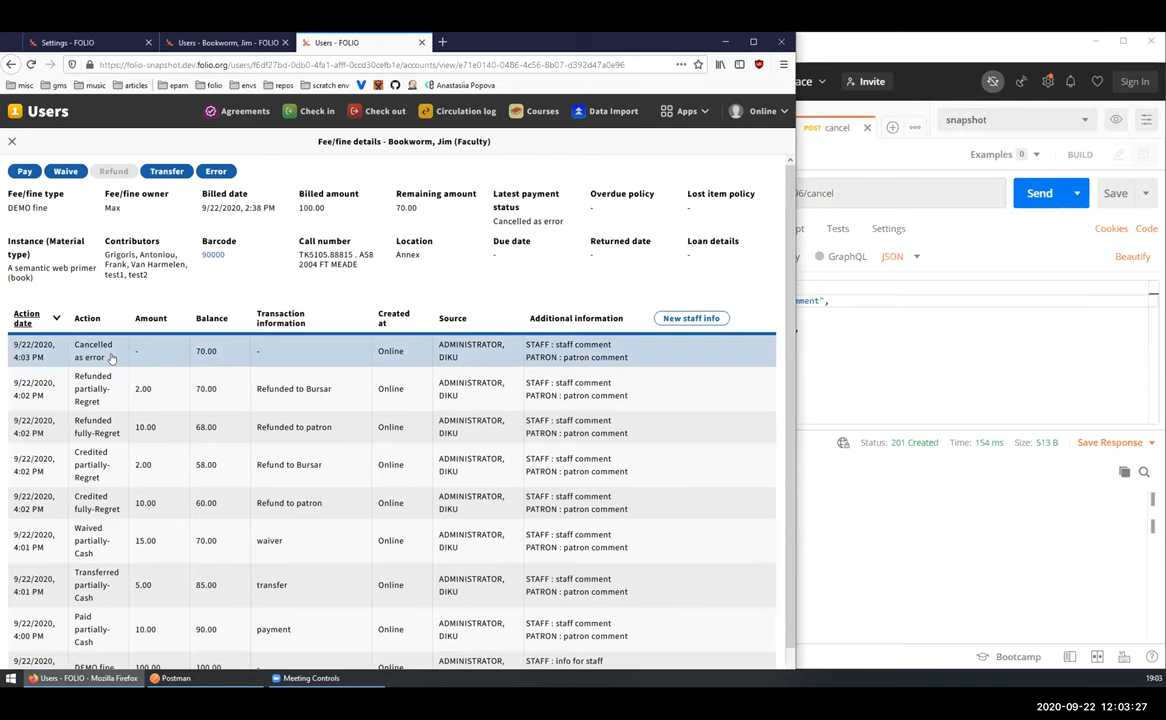 Settings - FOLIO
Users - Bookworm, Jim - FOLIO
Users - FOLIO
https://folio-snapshot.dev.folio.org/users/f6df27bd-0db0-4fa1-afff-0ccd30cefb1e/accounts/view/e71e0140-0486-4c56-8b07-d392d47a0e96
misc
gms
music
articles
epam
folio
envs
repos
scratch env
Anastasiia Popova
Users
Agreements
Check in
Check out
Circulation log
Courses
Data Import
Apps
Online
Fee/fine details - Bookworm, Jim (Faculty)
Pay
Waive
Refund
Transfer
Error
Fee/fine type
DEMO fine
Fee/fine owner
Max
Billed date
9/22/2020, 2:38 PM
Billed amount
100.00
Remaining amount
70.00
Latest payment
status
Cancelled as error
Overdue policy
-
Lost item policy
-
Instance (Material
type)
A semantic web primer
(book)
Contributors
Grigoris, Antoniou,
Frank, Van Harmelen,
test1, test2
Barcode
90000
Call number
TK5105.88815 . A58
2004 FT MEADE
Location
Annex
Due date
-
Returned date
-
Loan details
-
Action
date
Action
Amount
Balance
Transaction
information
Created
at
Source
Additional information
New staff info
9/22/2020,
4:03 PM
Cancelled
as error
-
70.00
-
Online
ADMINISTRATOR,
DIKU
STAFF : staff comment
PATRON : patron comment
9/22/2020,
4:02 PM
Refunded
partially-
Regret
2.00
70.00
Refunded to Bursar
Online
ADMINISTRATOR,
DIKU
STAFF : staff comment
PATRON : patron comment
9/22/2020,
4:02 PM
Refunded
fully-Regret
10.00
68.00
Refunded to patron
Online
ADMINISTRATOR,
DIKU
STAFF : staff comment
PATRON : patron comment
9/22/2020,
4:02 PM
Credited
partially-
Regret
2.00
58.00
Refund to Bursar
Online
ADMINISTRATOR,
DIKU
STAFF : staff comment
PATRON : patron comment
9/22/2020,
4:02 PM
Credited
fully-Regret
10.00
60.00
Refund to patron
Online
ADMINISTRATOR,
DIKU
STAFF : staff comment
PATRON : patron comment
9/22/2020,
4:01 PM
Waived
partially-
Cash
15.00
70.00
waiver
Online
ADMINISTRATOR,
DIKU
STAFF : staff comment
PATRON : patron comment
9/22/2020,
4:01 PM
Transferred
partially-
Cash
5.00
85.00
transfer
Online
ADMINISTRATOR,
DIKU
STAFF : staff comment
PATRON : patron comment
9/22/2020,
4:00 PM
Paid
partially-
Cash
10.00
90.00
payment
Online
ADMINISTRATOR,
DIKU
STAFF : staff comment
PATRON : patron comment
9/22/2020,
DEMO fine
100.00
100.00
-
ADMINISTRATOR,
STAFF : info for staff
ace
Invite
Sign In
POST cancel
snapshot
Examples 0
BUILD
96/cancel
Send
Save
pt
Tests
Settings
Cookies
Code
GraphQL
JSON
Beautify
mment",
,
Status: 201 Created
Time: 154 ms
Size: 513 B
Save Response
Bootcamp
Users - FOLIO - Mozilla Firefox
Postman
Meeting Controls
19:03
2020-09-22 12:03:27